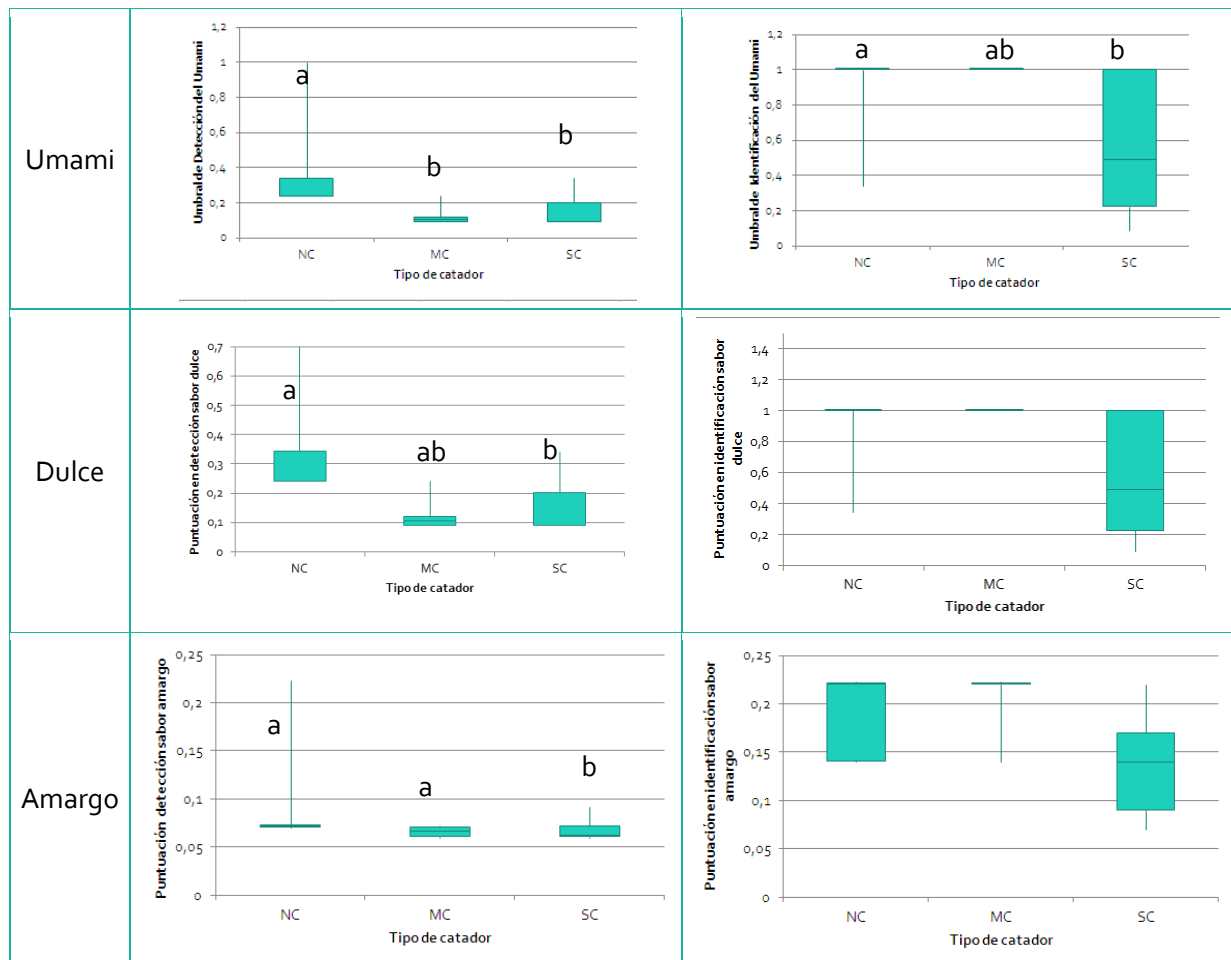 Umami
Umbral de Detección del Umami
1,2
1
0,8
0,6
0,4
0,2
0
a
b
b
NC MC SC
Tipo de catador
Umbral de Identificación del Umami
1,2
1
0,8
0,6
0,4
0,2
0
a
ab
b
NC MC SC
Tipo de catador
Dulce
Puntuación en detección sabor dulce
0,7
0,6
0,5
0,4
0,3
0,2
0,1
0
a
ab
b
NC MC SC
Tipo de catador
Puntuación en identificación sabor
dulce
1,4
1,2
1
0,8
0,6
0,4
0,2
0
NC MC SC
Tipo de catador
Amargo
Puntuación detección sabor amargo
0,25
0,2
0,15
0,1
0,05
0
a
a
b
NC MC SC
Tipo de catador
Puntuación en identificación sabor
amargo
0,25
0,2
0,15
0,1
0,05
0
NC MC SC
Tipo de catador